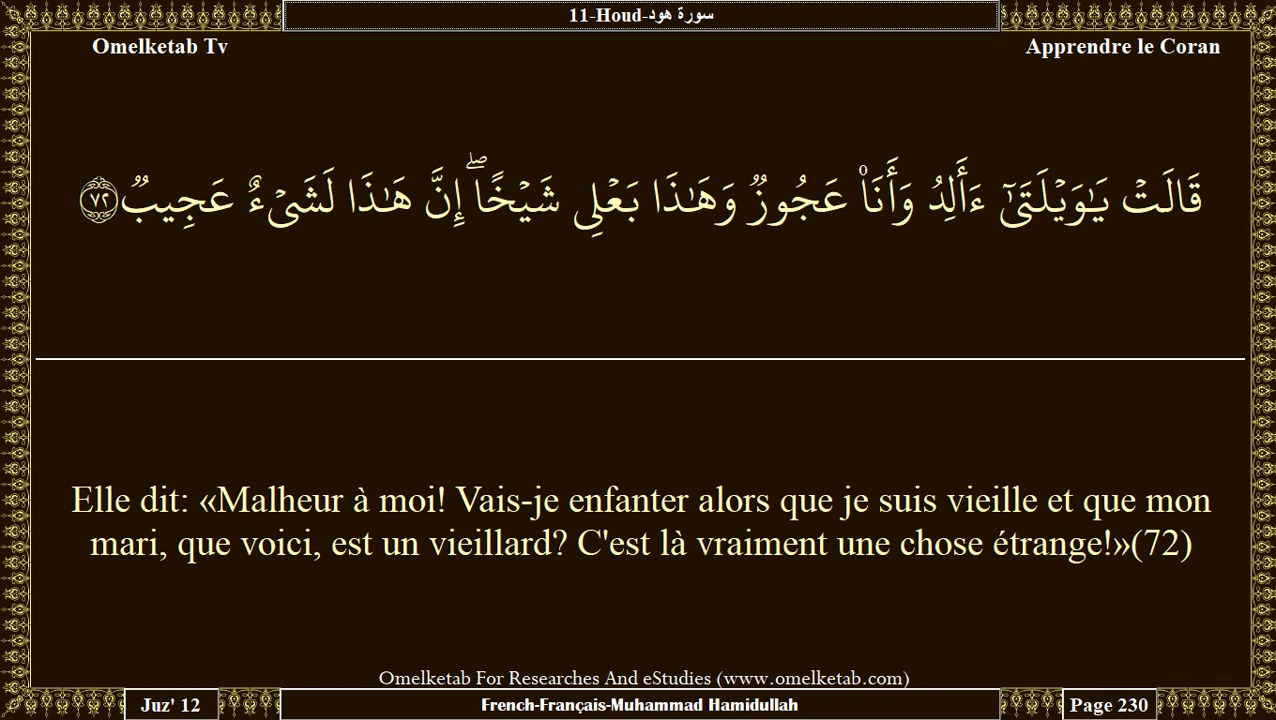 11-Houd-سورة هود
Omelketab Tv
Apprendre le Coran
قَالَتْ يَـٰوَيْلَتَىٰٓ ءَأَلِدُ وَأَنَا۠ عَجُوزٌ وَهَـٰذَا بَعْلِى شَيْخًا ۖ إِنَّ هَـٰذَا لَشَىْءٌ عَجِيبٌ ٧٢
Elle dit: «Malheur à moi! Vais-je enfanter alors que je suis vieille et que mon
mari, que voici, est un vieillard? C'est là vraiment une chose étrange!»(72)
Omelketab For Researches And eStudies (www.omelketab.com)
Juz' 12
French-Français-Muhammad Hamidullah
Page 230